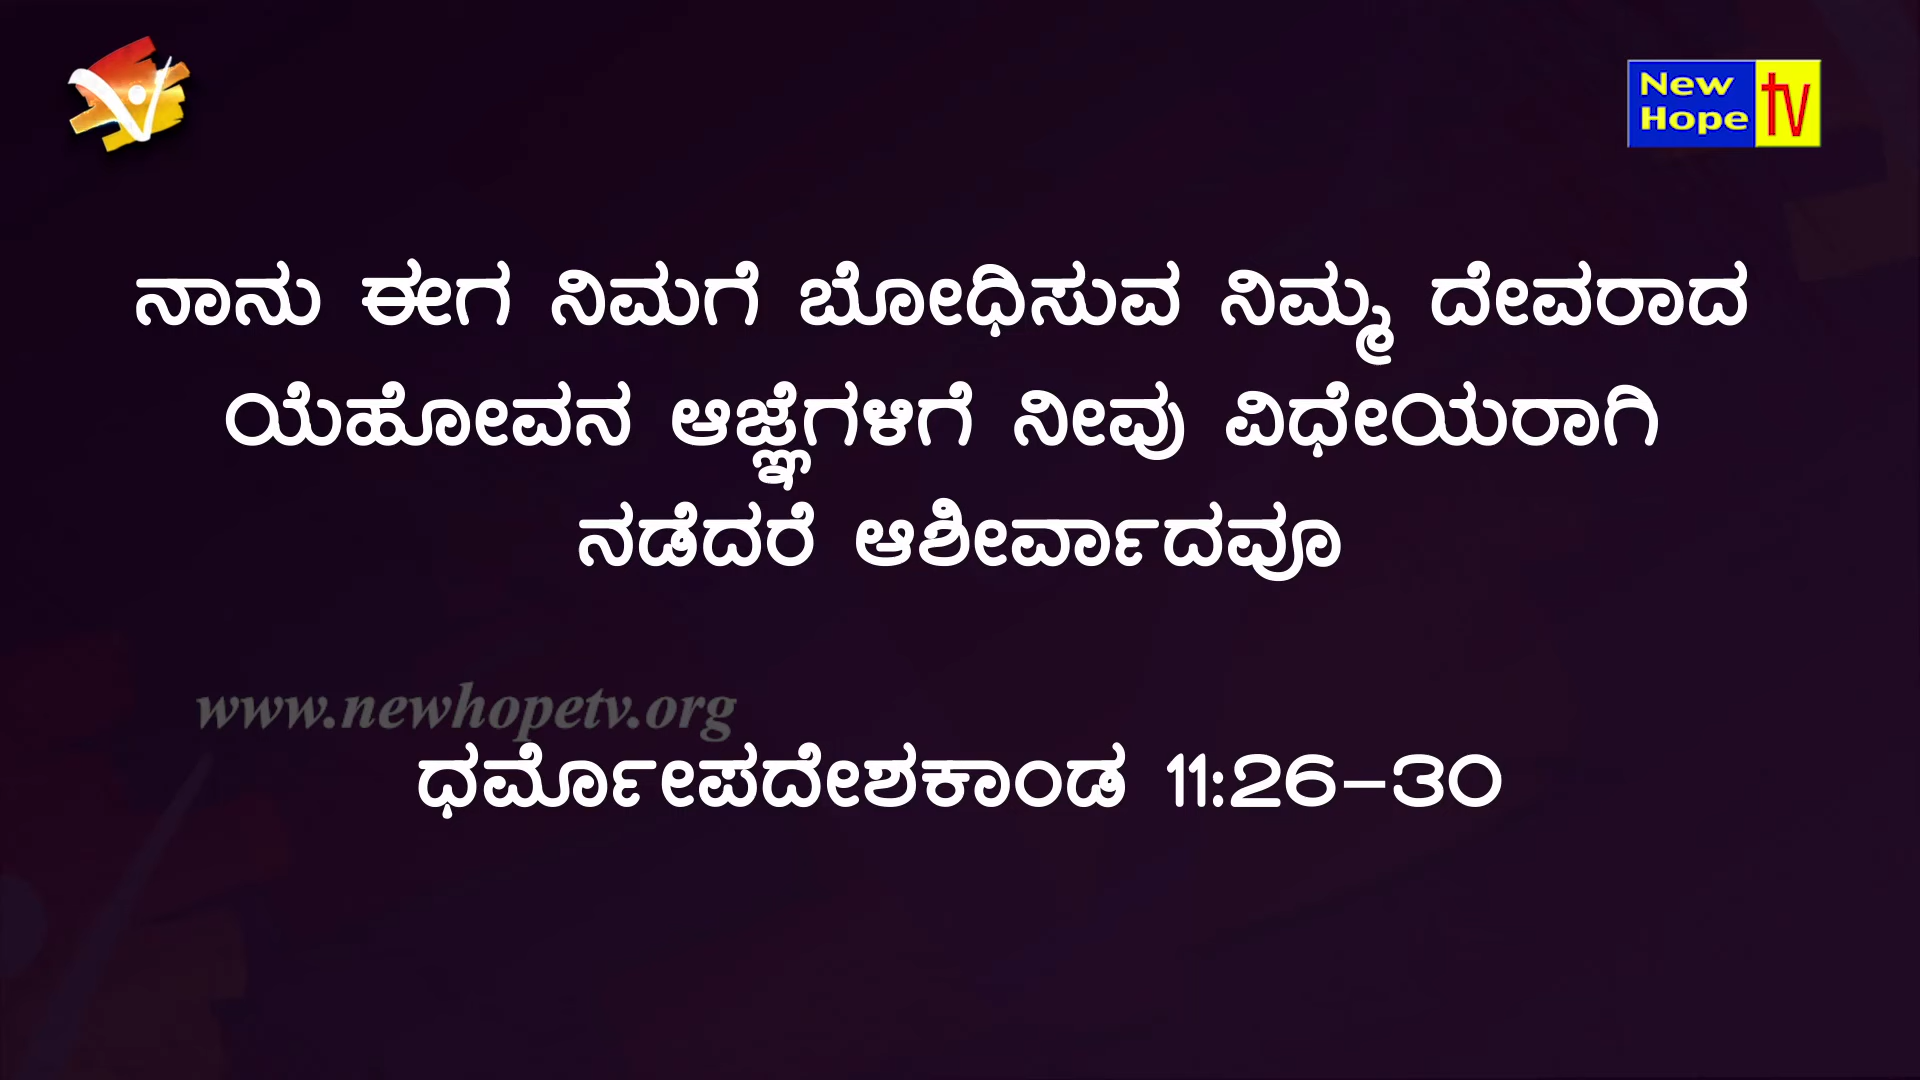 New
Hope
tv
ನಾನು ಈಗ ನಿಮಗೆ ಬೋಧಿಸುವ ನಿಮ್ಮ ದೇವರಾದ
ಯೆಹೋವನ ಆಜ್ಞೆಗಳಿಗೆ ನೀವು ವಿಧೇಯರಾಗಿ
ನಡೆದರೆ ಆಶೀರ್ವಾದವೂ
www.newhopetv.org
ಧರ್ಮೋಪದೇಶಕಾಂಡ 11:26-30